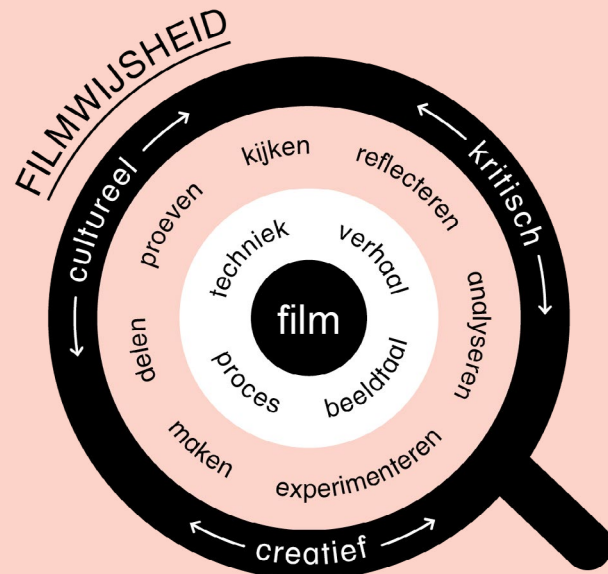 FILMWIJSHEID
cultureel
kritisch
creatief
kijken
reflecteren
analyseren
experimenteren
maken
delen
proeven
techniek
verhaal
beeldtaal
proces
film